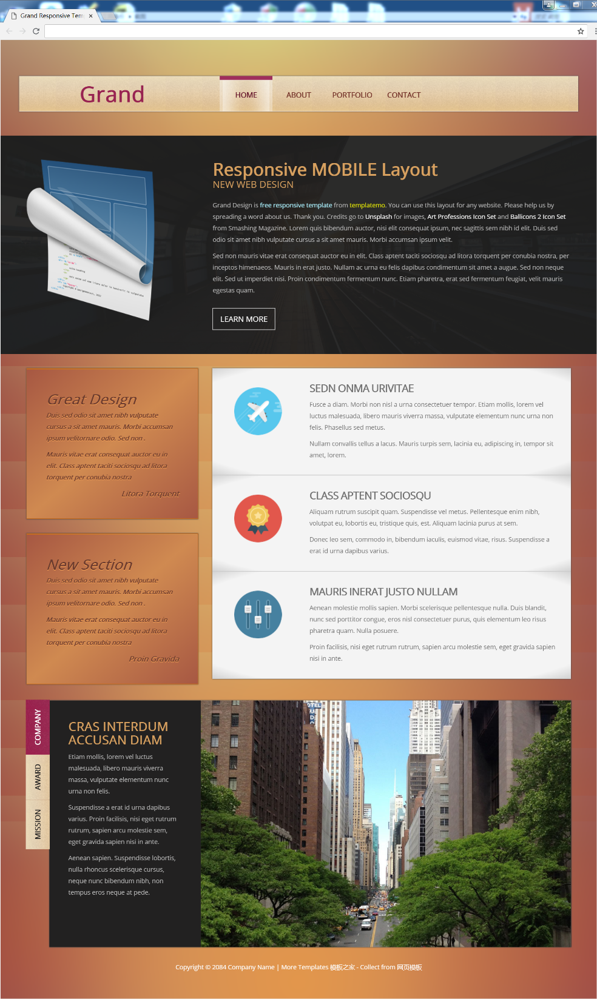 Grand Responsive Tem
Grand
HOME
ABOUT
PORTFOLIO
CONTACT
Responsive MOBILE Layout
NEW WEB DESIGN
Grand Design is free responsive template from templatemo. You can use this layout for any website. Please help us by
spreading a word about us. Thank you. Credits go to Unsplash for images, Art Professions Icon Set and Ballicons 2 Icon Set
from Smashing Magazine. Lorem quis bibendum auctor, nisi elit consequat ipsum, nec sagittis sem nibh id elit. Duis sed
odio sit amet nibh vulputate cursus a sit amet mauris. Morbi accumsan ipsum velit.
Sed non mauris vitae erat consequat auctor eu in elit. Class aptent taciti sociosqu ad litora torquent per conubia nostra, per
inceptos himenaeos. Mauris in erat justo. Nullam ac urna eu felis dapibus condimentum sit amet a augue. Sed non neque
elit. Sed ut imperdiet nisi. Proin condimentum fermentum nunc. Etiam pharetra, erat sed fermentum feugiat, velit mauris
egestas quam.
LEARN MORE
Great Design
Duis sed odio sit amet nibh vulputate
cursus a sit amet mauris. Morbi accumsan
ipsum velitornare odio. Sed non .
Mauris vitae erat consequat auctor eu in
elit. Class aptent taciti sociosqu ad litora
torquent per conubia nostra
Litora Torquent
New Section
Duis sed odio sit amet nibh vulputate
cursus a sit amet mauris. Morbi accumsan
ipsum velitornare odio. Sed non .
Mauris vitae erat consequat auctor eu in
elit. Class aptent taciti sociosqu ad litora
torquent per conubia nostra
Proin Gravida
SEDN ONMA URIVITAE
Fusce a diam. Morbi non nisl a urna consectetuer tempor. Etiam mollis, lorem vel
luctus malesuada, libero mauris viverra massa, vulputate elementum nunc urna non
felis. Phasellus sed metus.
Nullam convallis tellus a lacus. Mauris turpis sem, lacinia eu, adipiscing in, tempor sit
amet, lorem.
CLASS APTENT SOCIOSQU
Aliquam rutrum suscipit quam. Suspendisse vel metus. Pellentesque enim nibh,
volutpat eu, lobortis eu, tristique quis, est. Aliquam lacinia purus at sem.
Donec leo sem, commodo in, bibendum iaculis, euismod vitae, risus. Suspendisse a
erat id urna dapibus varius.
MAURIS INERAT JUSTO NULLAM
Aenean molestie mollis sapien. Morbi scelerisque pellentesque nulla. Duis blandit,
nunc sed porttitor congue, eros nisl consectetuer purus, quis elementum leo risus
pharetra quam. Nulla posuere.
Proin facilisis, nisi eget rutrum rutrum, sapien arcu molestie sem, eget gravida sapien
nisi in ante.
COMPANY
AWARD
MISSION
CRAS INTERDUM
ACCUSAN DIAM
Etiam mollis, lorem vel luctus
malesuada, libero mauris viverra
massa, vulputate elementum nunc
urna non felis.
Suspendisse a erat id urna dapibus
varius. Proin facilisis, nisi eget rutrum
rutrum, sapien arcu molestie sem,
eget gravida sapien nisi in ante.
Aenean sapien. Suspendisse lobortis,
nulla rhoncus scelerisque cursus,
neque nunc bibendum nibh, non
tempus eros neque at pede.
Copyright © 2084 Company Name | More Templates 模板之家 - Collect from 网页模板